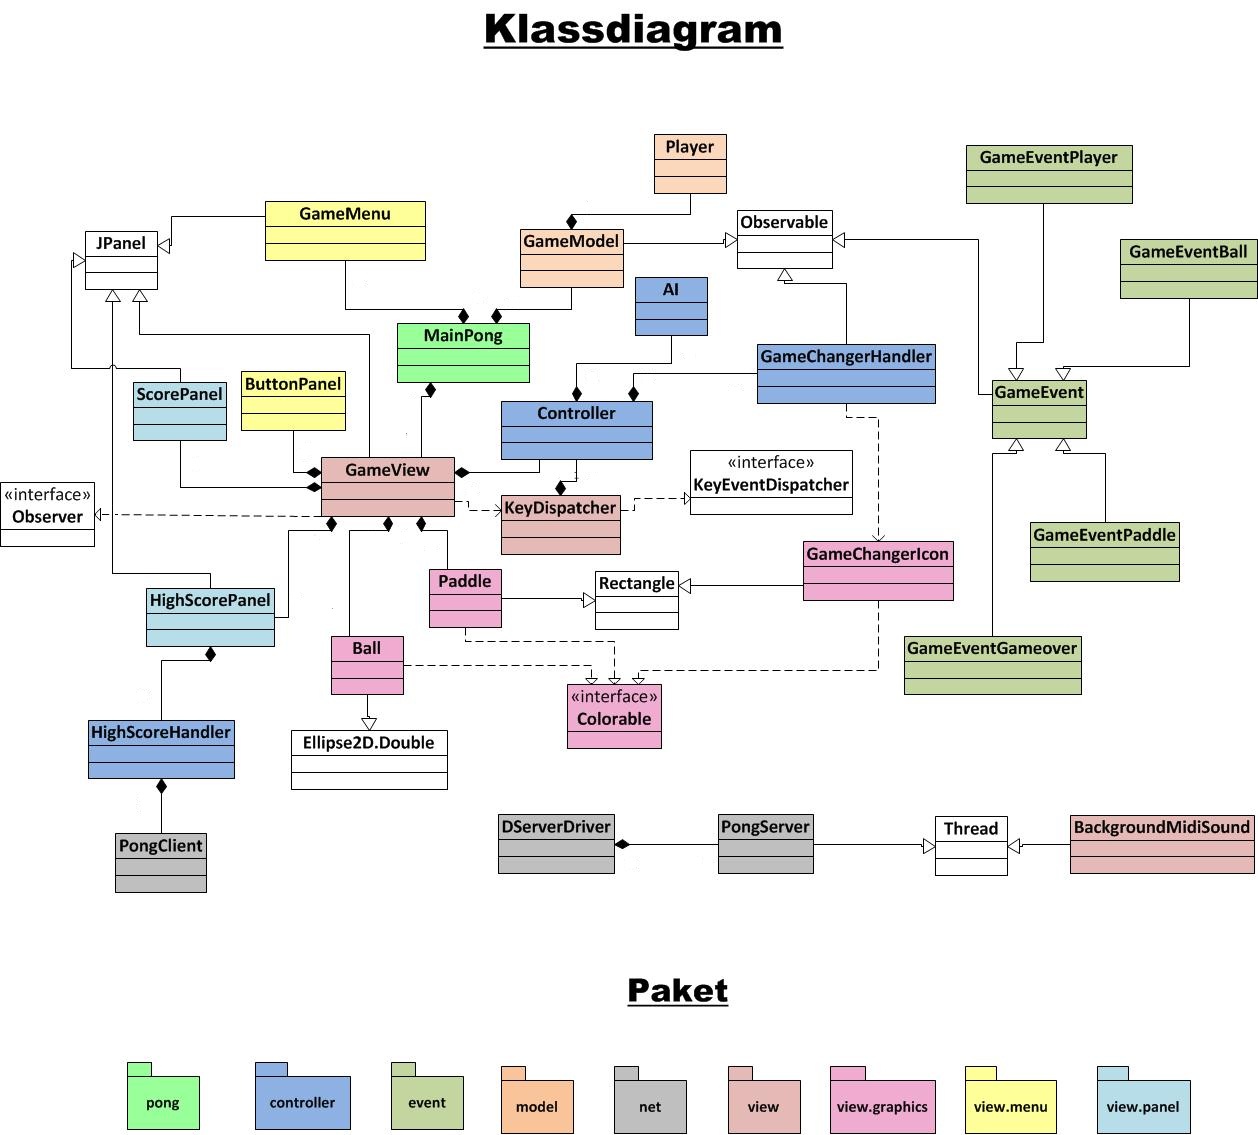 Klassdiagram
Player
GameEventPlayer
GameMenu
Observable
JPanel
GameModel
GameEventBall
AI
MainPong
GameChangerHandler
ScorePanel
ButtonPanel
GameEvent
Controller
GameView
«interface»
KeyEventDispatcher
«interface»
Observer
KeyDispatcher
GameEventPaddle
GameChangerIcon
Paddle
Rectangle
HighScorePanel
Ball
GameEventGameover
«interface»
Colorable
HighScoreHandler
Ellipse2D.Double
DServerDriver
PongServer
Thread
BackgroundMidiSound
PongClient
Paket
pong
controller
event
model
net
view
view.graphics
view.menu
view.panel